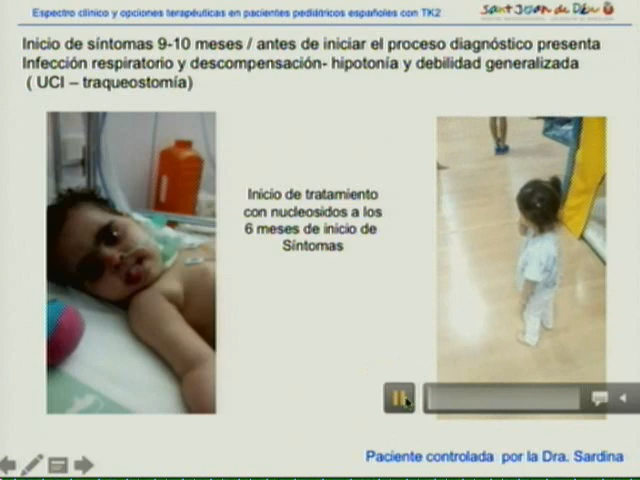 Espectro clínico y opciones terapéuticas en pacientes pediátricos españoles con TK2
Sant Joan de Déu
Inicio de síntomas 9-10 meses / antes de iniciar el proceso diagnóstico presenta
Infección respiratorio y descompensación- hipotonía y debilidad generalizada
( UCI – traqueostomía)
Inicio de tratamiento
con nucleosidos a los
6 meses de inicio de
Síntomas
Paciente controlada por la Dra. Sardina